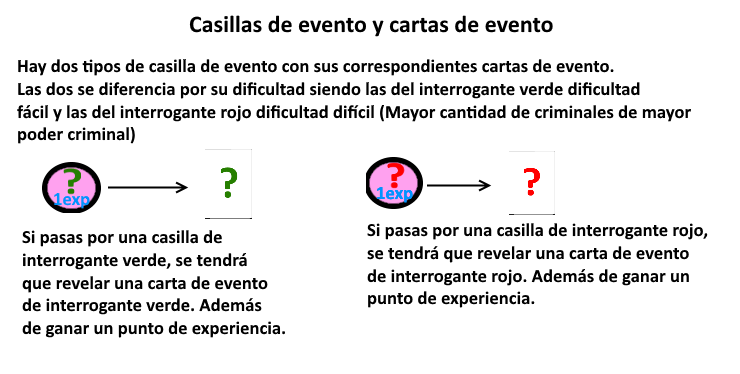 Casillas de evento y cartas de evento
Hay dos tipos de casilla de evento con sus correspondientes cartas de evento.
Las dos se diferencia por su dificultad siendo las del interrogante verde dificultad
fácil y las del interrogante rojo dificultad difícil (Mayor cantidad de criminales de mayor
poder criminal)
?
1exp
?
?
1exp
?
Si pasas por una casilla de
interrogante verde, se tendrá
que revelar una carta de evento
de interrogante verde. Además
de ganar un punto de experiencia.
Si pasas por una casilla de interrogante rojo,
se tendrá que revelar una carta de evento
de interrogante rojo. Además de ganar un
punto de experiencia.